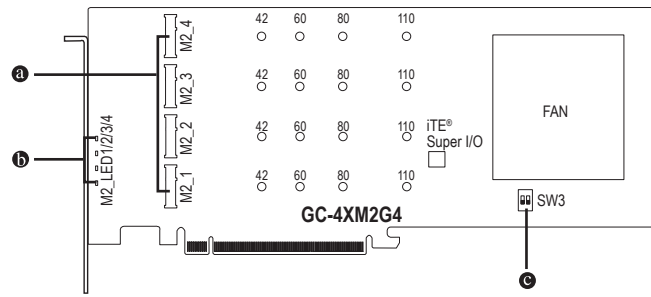 42 60 80 110
M2_4
a
42 60 80 110
M2_3
FAN
42 60 80 110
iTE®
Super I/O
M2_2
b
M2_LED1/2/3/4
42 60 80 110
M2_1
SW3
GC-4XM2G4
c